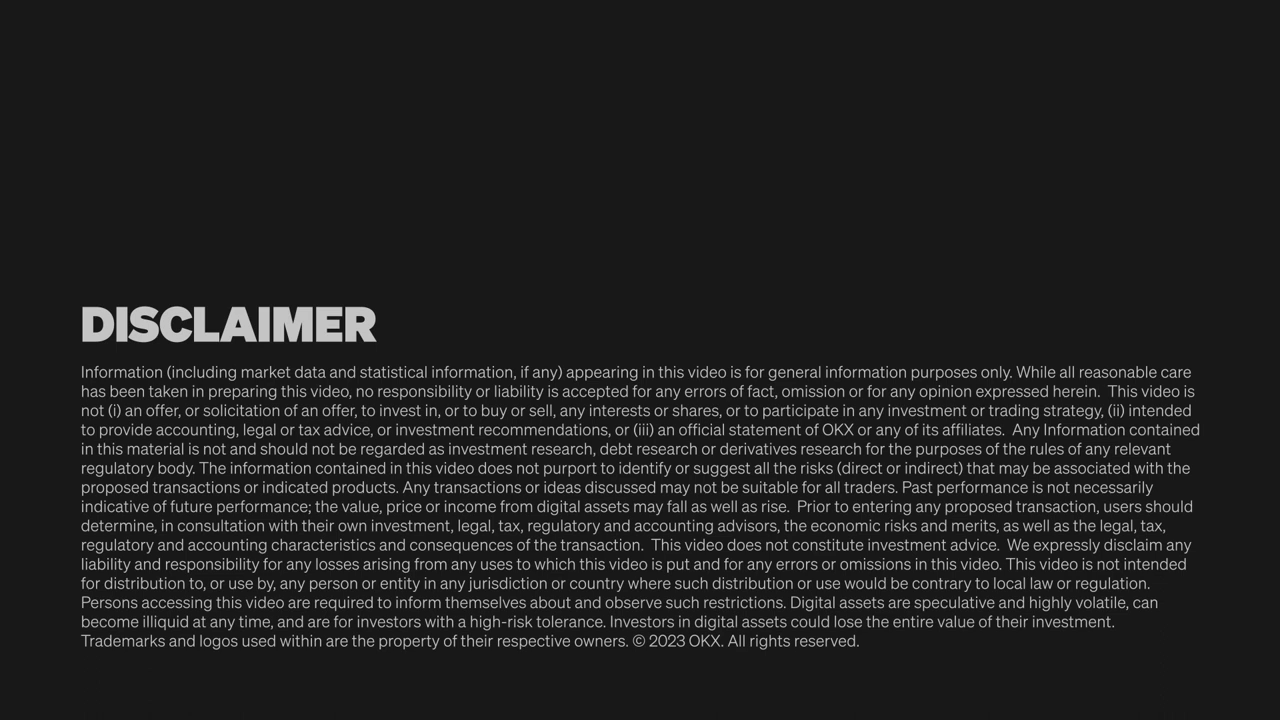 DISCLAIMER
Information (including market data and statistical information, if any) appearing in this video is for general information purposes only. While all reasonable care
has been taken in preparing this video, no responsibility or liability is accepted for any errors of fact, omission or for any opinion expressed herein.  This video is
not (i) an offer, or solicitation of an offer, to invest in, or to buy or sell, any interests or shares, or to participate in any investment or trading strategy, (ii) intended
to provide accounting, legal or tax advice, or investment recommendations, or (iii) an official statement of OKX or any of its affiliates.  Any Information contained
in this material is not and should not be regarded as investment research, debt research or derivatives research for the purposes of the rules of any relevant
regulatory body. The information contained in this video does not purport to identify or suggest all the risks (direct or indirect) that may be associated with the
proposed transactions or indicated products. Any transactions or ideas discussed may not be suitable for all traders. Past performance is not necessarily
indicative of future performance; the value, price or income from digital assets may fall as well as rise.  Prior to entering any proposed transaction, users should
determine, in consultation with their own investment, legal, tax, regulatory and accounting advisors, the economic risks and merits, as well as the legal, tax,
regulatory and accounting characteristics and consequences of the transaction.  This video does not constitute investment advice.  We expressly disclaim any
liability and responsibility for any losses arising from any uses to which this video is put and for any errors or omissions in this video. This video is not intended
for distribution to, or use by, any person or entity in any jurisdiction or country where such distribution or use would be contrary to local law or regulation.
Persons accessing this video are required to inform themselves about and observe such restrictions. Digital assets are speculative and highly volatile, can
become illiquid at any time, and are for investors with a high-risk tolerance. Investors in digital assets could lose the entire value of their investment.
Trademarks and logos used within are the property of their respective owners. © 2023 OKX. All rights reserved.